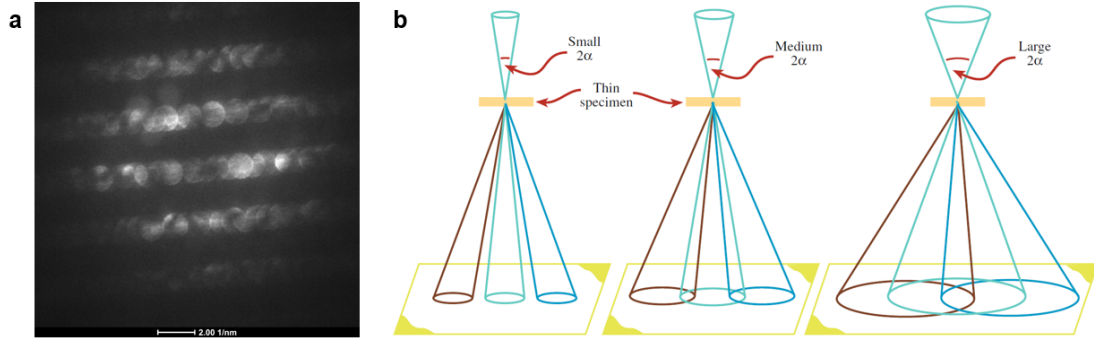 a
2.00 1/nm
b
Small
2α
Thin
specimen
Medium
2α
Large
2α